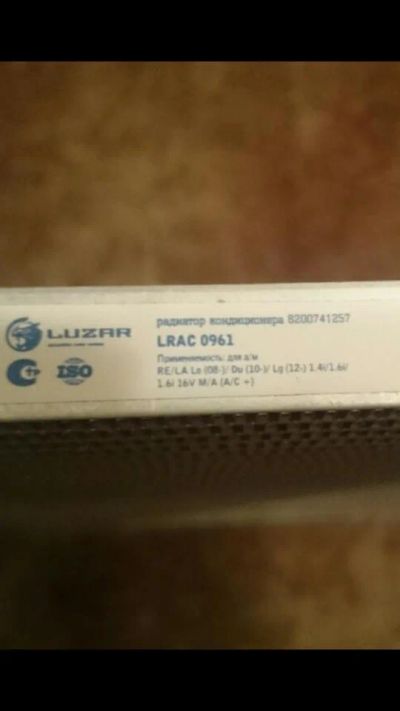 LUZAR
радиатор кондиционера 8200741257
LRAC 0961
Применяемость: для а/м
RE/LA Lo (08-)/ Du (10-)/ Lg (12-) 1.4i/1.6i/
1.6i 16V M/A (A/C +)
ISO